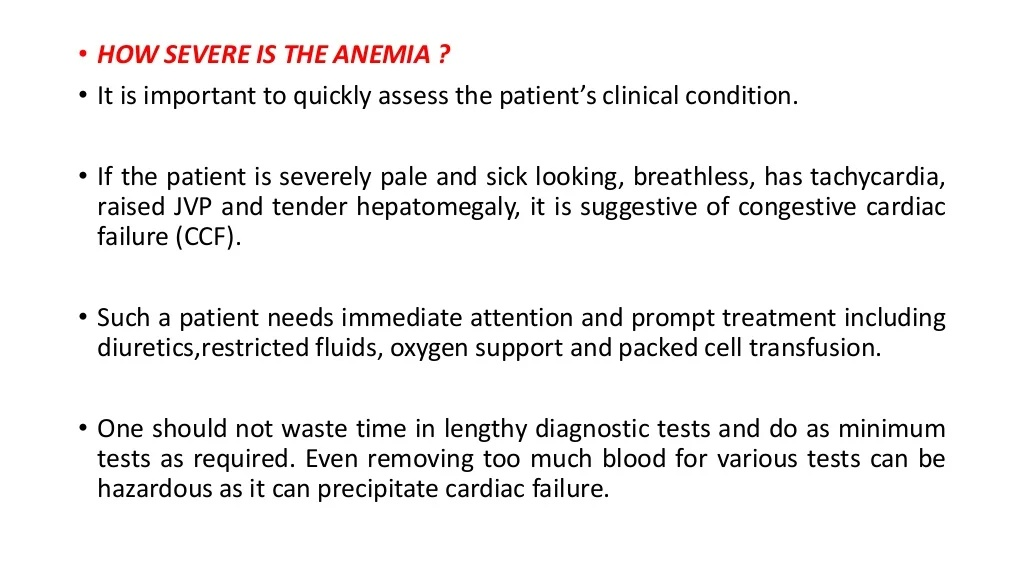 • HOW SEVERE IS THE ANEMIA ?
• It is important to quickly assess the patient’s clinical condition.
• If the patient is severely pale and sick looking, breathless, has tachycardia,
raised JVP and tender hepatomegaly, it is suggestive of congestive cardiac
failure (CCF).
• Such a patient needs immediate attention and prompt treatment including
diuretics,restricted fluids, oxygen support and packed cell transfusion.
• One should not waste time in lengthy diagnostic tests and do as minimum
tests as required. Even removing too much blood for various tests can be
hazardous as it can precipitate cardiac failure.